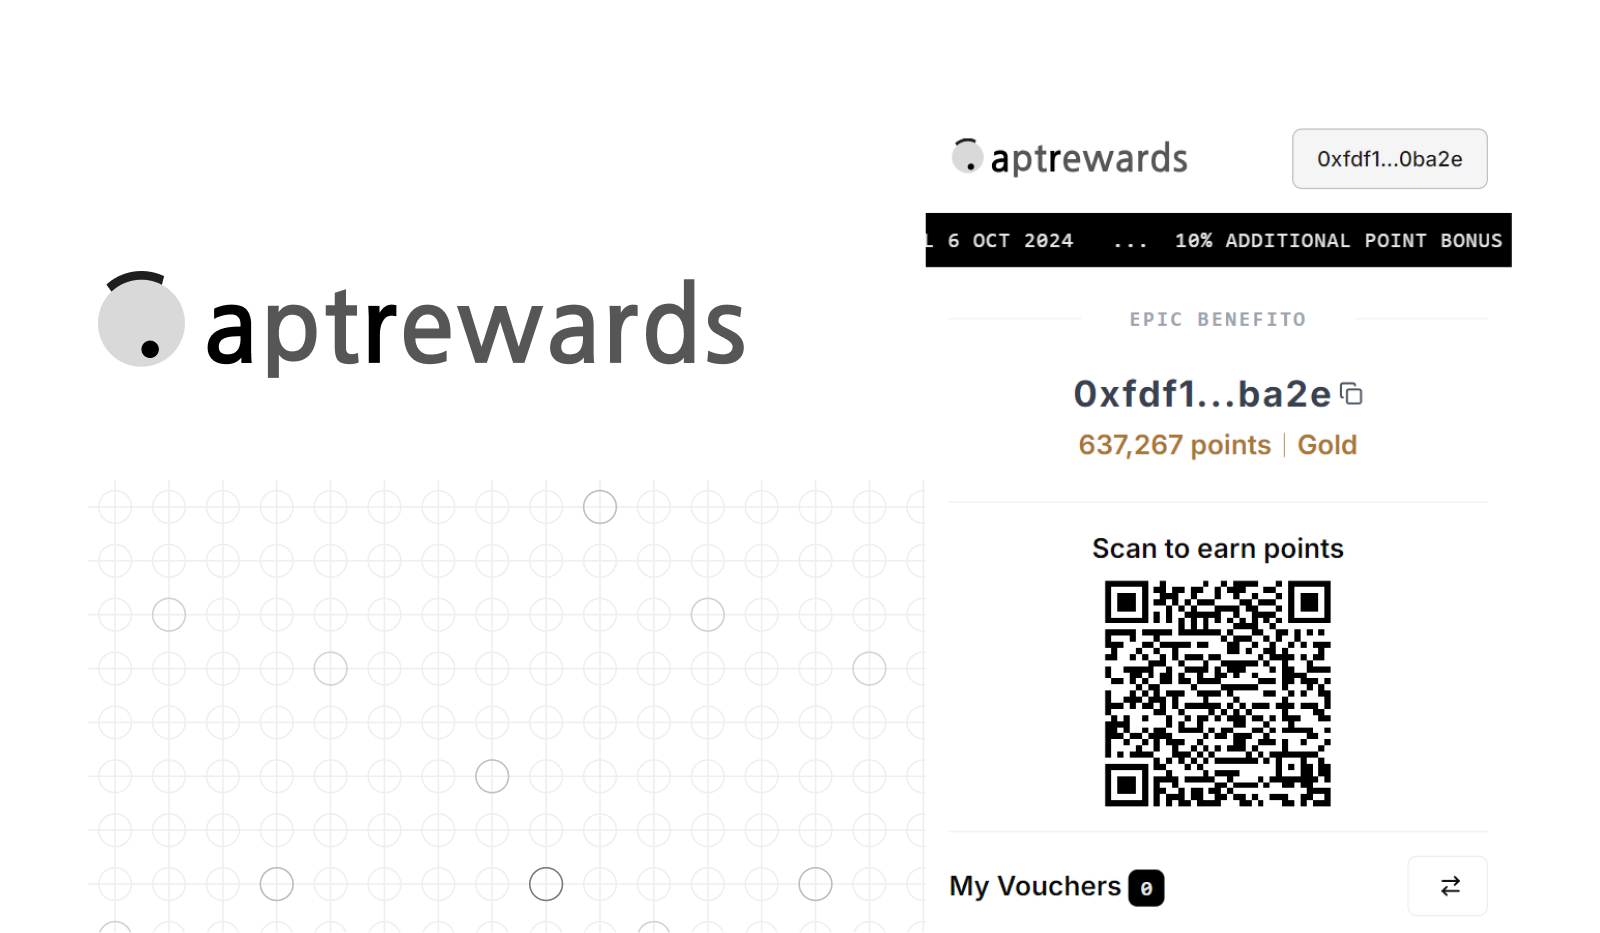 aptrewards
aptrewards
0xfdf1...0ba2e
L 6 OCT 2024 ... 10% ADDITIONAL POINT BONUS
EPIC BENEFITO
0xfdf1...ba2e
637,267 points | Gold
Scan to earn points
My Vouchers 0